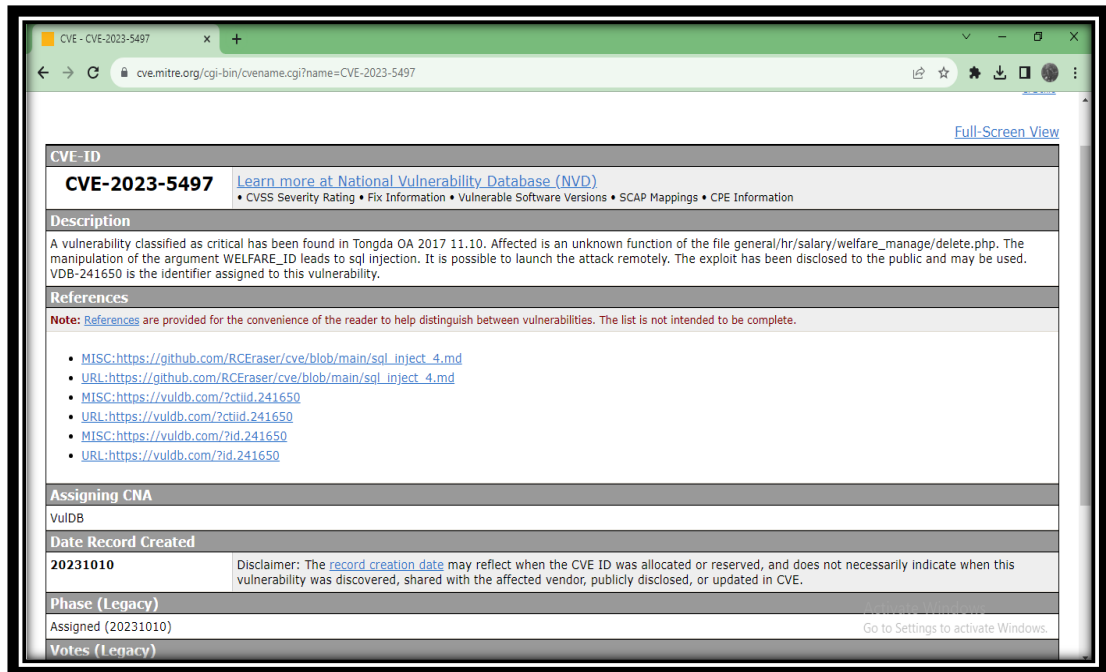 CVE - CVE-2023-5497
cve.mitre.org/cgi-bin/cvename.cgi?name=CVE-2023-5497
Full-Screen View
CVE-ID
CVE-2023-5497
Learn more at National Vulnerability Database (NVD)
• CVSS Severity Rating • Fix Information • Vulnerable Software Versions • SCAP Mappings • CPE Information
Description
A vulnerability classified as critical has been found in Tongda OA 2017 11.10. Affected is an unknown function of the file general/hr/salary/welfare_manage/delete.php. The
manipulation of the argument WELFARE_ID leads to sql injection. It is possible to launch the attack remotely. The exploit has been disclosed to the public and may be used.
VDB-241650 is the identifier assigned to this vulnerability.
References
Note: References are provided for the convenience of the reader to help distinguish between vulnerabilities. The list is not intended to be complete.
• MISC:https://github.com/RCEraser/cve/blob/main/sql_inject_4.md
• URL:https://github.com/RCEraser/cve/blob/main/sql_inject_4.md
• MISC:https://vuldb.com/?ctiid.241650
• URL:https://vuldb.com/?ctiid.241650
• MISC:https://vuldb.com/?id.241650
• URL:https://vuldb.com/?id.241650
Assigning CNA
VulDB
Date Record Created
20231010
Disclaimer: The record creation date may reflect when the CVE ID was allocated or reserved, and does not necessarily indicate when this
vulnerability was discovered, shared with the affected vendor, publicly disclosed, or updated in CVE.
Phase (Legacy)
Activate Windows
Assigned (20231010)
Go to Settings to activate Windows.
Votes (Legacy)